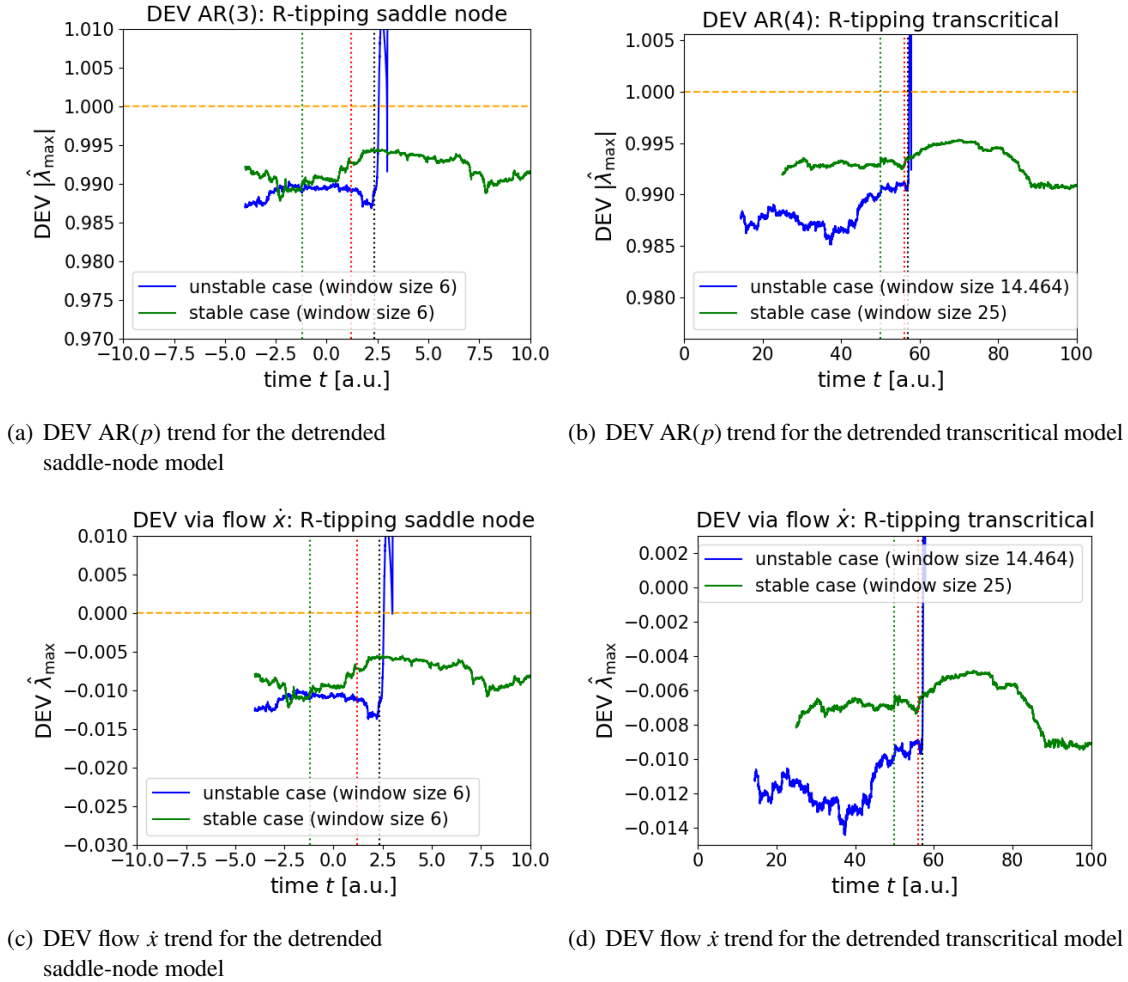 DEV AR(3): R-tipping saddle node
1.010
1.005
1.000
0.995
0.990
0.985
0.980
0.975
0.970
DEV |λ̂max|
unstable case (window size 6)
stable case (window size 6)
−10.0 −7.5 −5.0 −2.5 0.0 2.5 5.0 7.5 10.0
time t [a.u.]
(a) DEV AR(p) trend for the detrended
saddle-node model
DEV AR(4): R-tipping transcritical
1.005
1.000
0.995
0.990
0.985
0.980
DEV |λ̂max|
unstable case (window size 14.464)
stable case (window size 25)
0 20 40 60 80 100
time t [a.u.]
(b) DEV AR(p) trend for the detrended transcritical model
DEV via flow ẋ: R-tipping saddle node
0.010
0.005
0.000
−0.005
−0.010
−0.015
−0.020
−0.025
−0.030
DEV λ̂max
unstable case (window size 6)
stable case (window size 6)
−10.0 −7.5 −5.0 −2.5 0.0 2.5 5.0 7.5 10.0
time t [a.u.]
(c) DEV flow ẋ trend for the detrended
saddle-node model
DEV via flow ẋ: R-tipping transcritical
0.002
0.000
−0.002
−0.004
−0.006
−0.008
−0.010
−0.012
−0.014
DEV λ̂max
unstable case (window size 14.464)
stable case (window size 25)
0 20 40 60 80 100
time t [a.u.]
(d) DEV flow ẋ trend for the detrended transcritical model